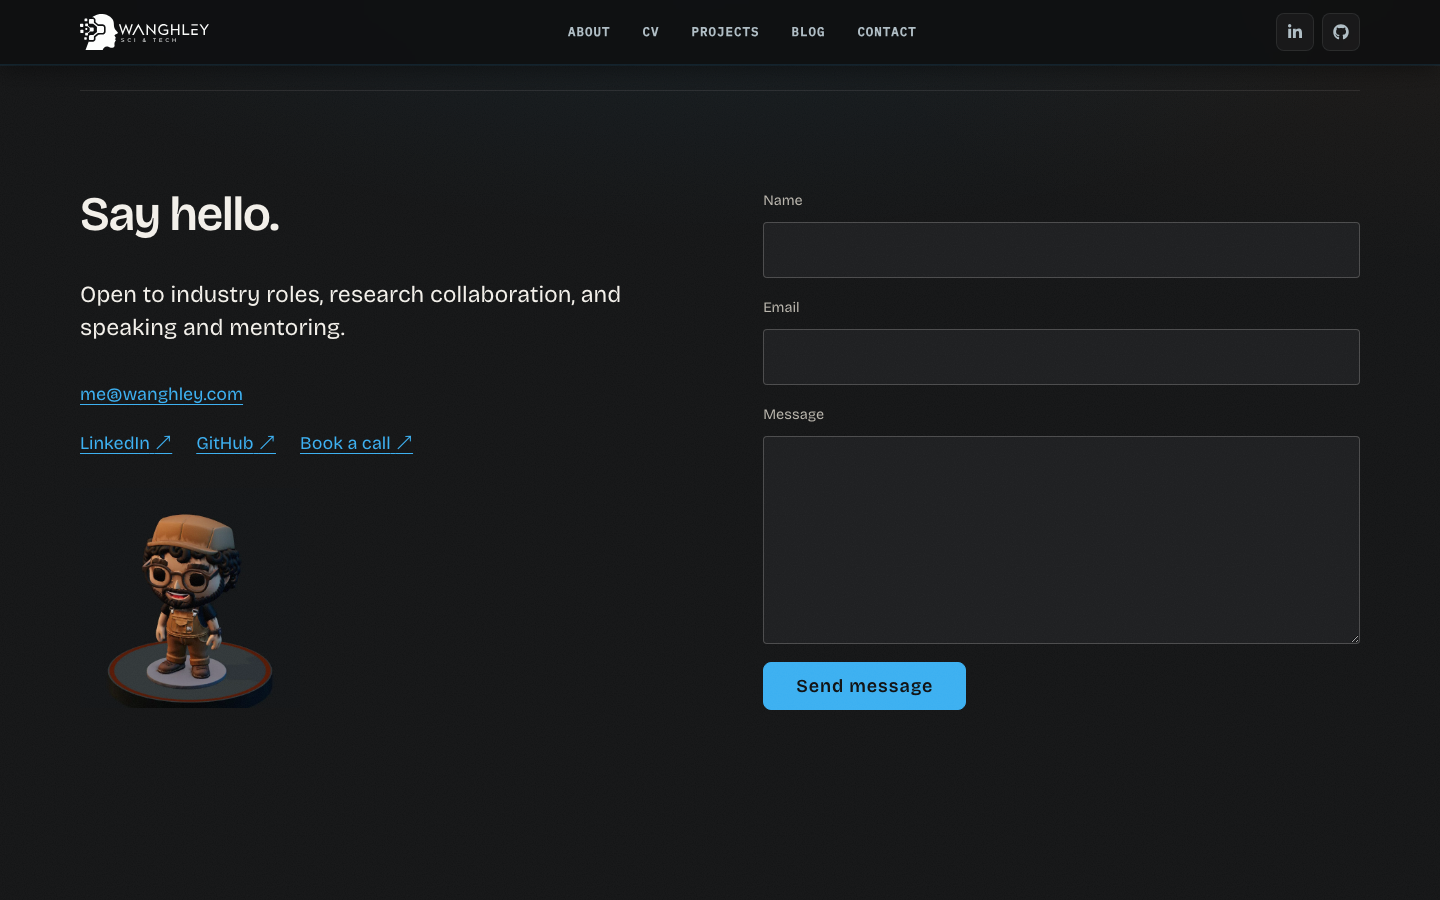 WANGHLEY
SCI & TECH
ABOUT
CV
PROJECTS
BLOG
CONTACT
in
Say hello.
Open to industry roles, research collaboration, and
speaking and mentoring.
me@wanghley.com
LinkedIn ↗
GitHub ↗
Book a call ↗
Name
Email
Message
Send message